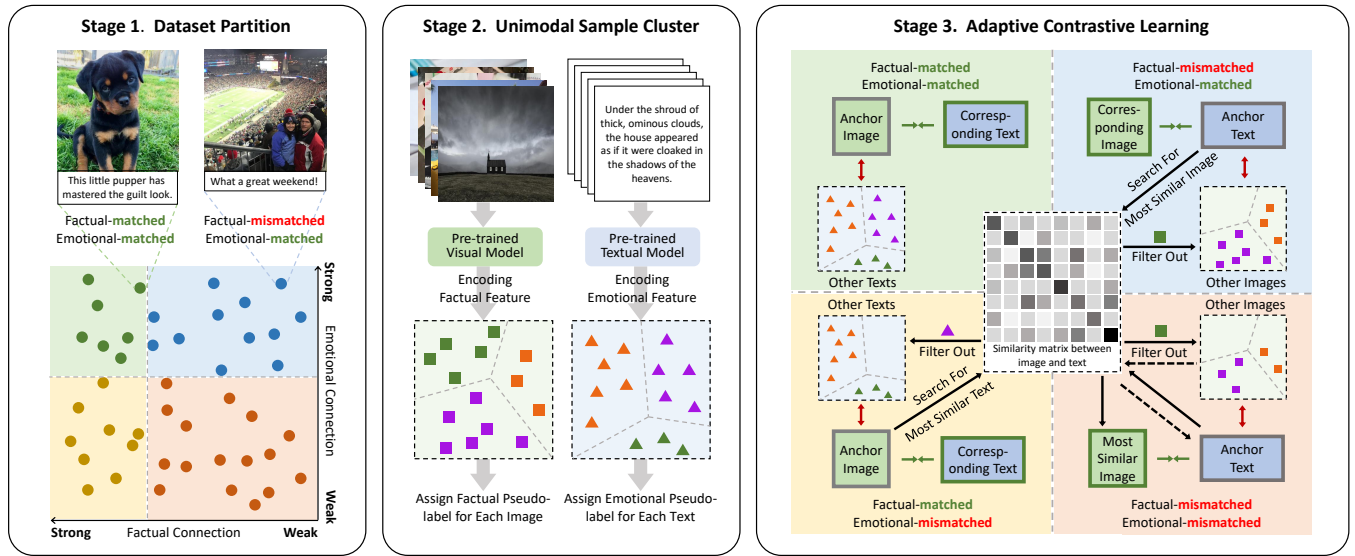 Stage 1. Dataset Partition
This little pupper has
mastered the guilt look.
What a great weekend!
Factual-matched
Emotional-matched
Factual-mismatched
Emotional-matched
Strong
Emotional Connection
Weak
Strong
Factual Connection
Weak
Stage 2. Unimodal Sample Cluster
Under the shroud of
thick, ominous clouds,
the house appeared
as if it were cloaked in
the shadows of the
heavens.
Pre-trained
Visual Model
Pre-trained
Textual Model
Encoding
Factual Feature
Encoding
Emotional Feature
Assign Factual Pseudo-
label for Each Image
Assign Emotional Pseudo-
label for Each Text
Stage 3. Adaptive Contrastive Learning
Factual-matched
Emotional-matched
Anchor
Image
Corresp-
onding Text
Other Texts
Factual-mismatched
Emotional-matched
Corres-
ponding
Image
Anchor
Text
Search For
Most Similar Image
Filter Out
Other Images
Similarity matrix between
image and text
Other Texts
Filter Out
Search For
Most Similar Text
Anchor
Image
Corresp-
onding Text
Factual-matched
Emotional-mismatched
Other Images
Filter Out
Most
Similar
Image
Anchor
Text
Factual-mismatched
Emotional-mismatched